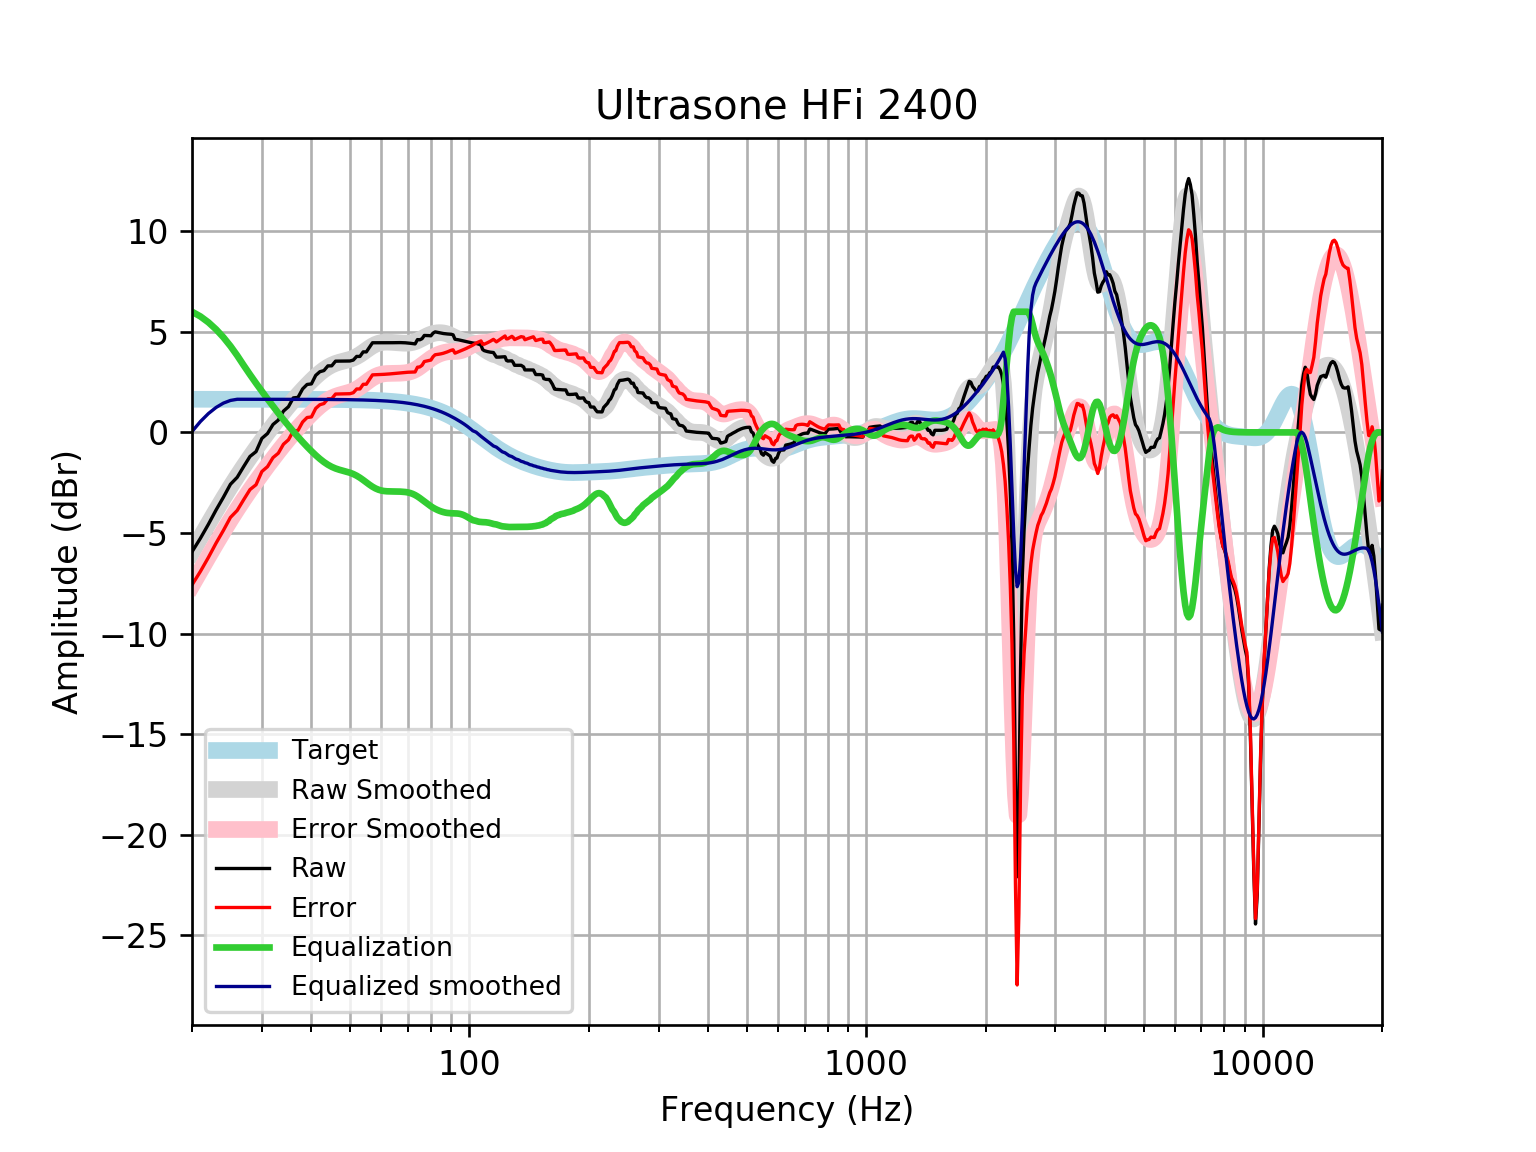 Ultrasone HFi 2400
Amplitude (dBr)
10
5
0
−5
−10
−15
−20
−25
Target
Raw Smoothed
Error Smoothed
Raw
Error
Equalization
Equalized smoothed
100
1000
10000
Frequency (Hz)